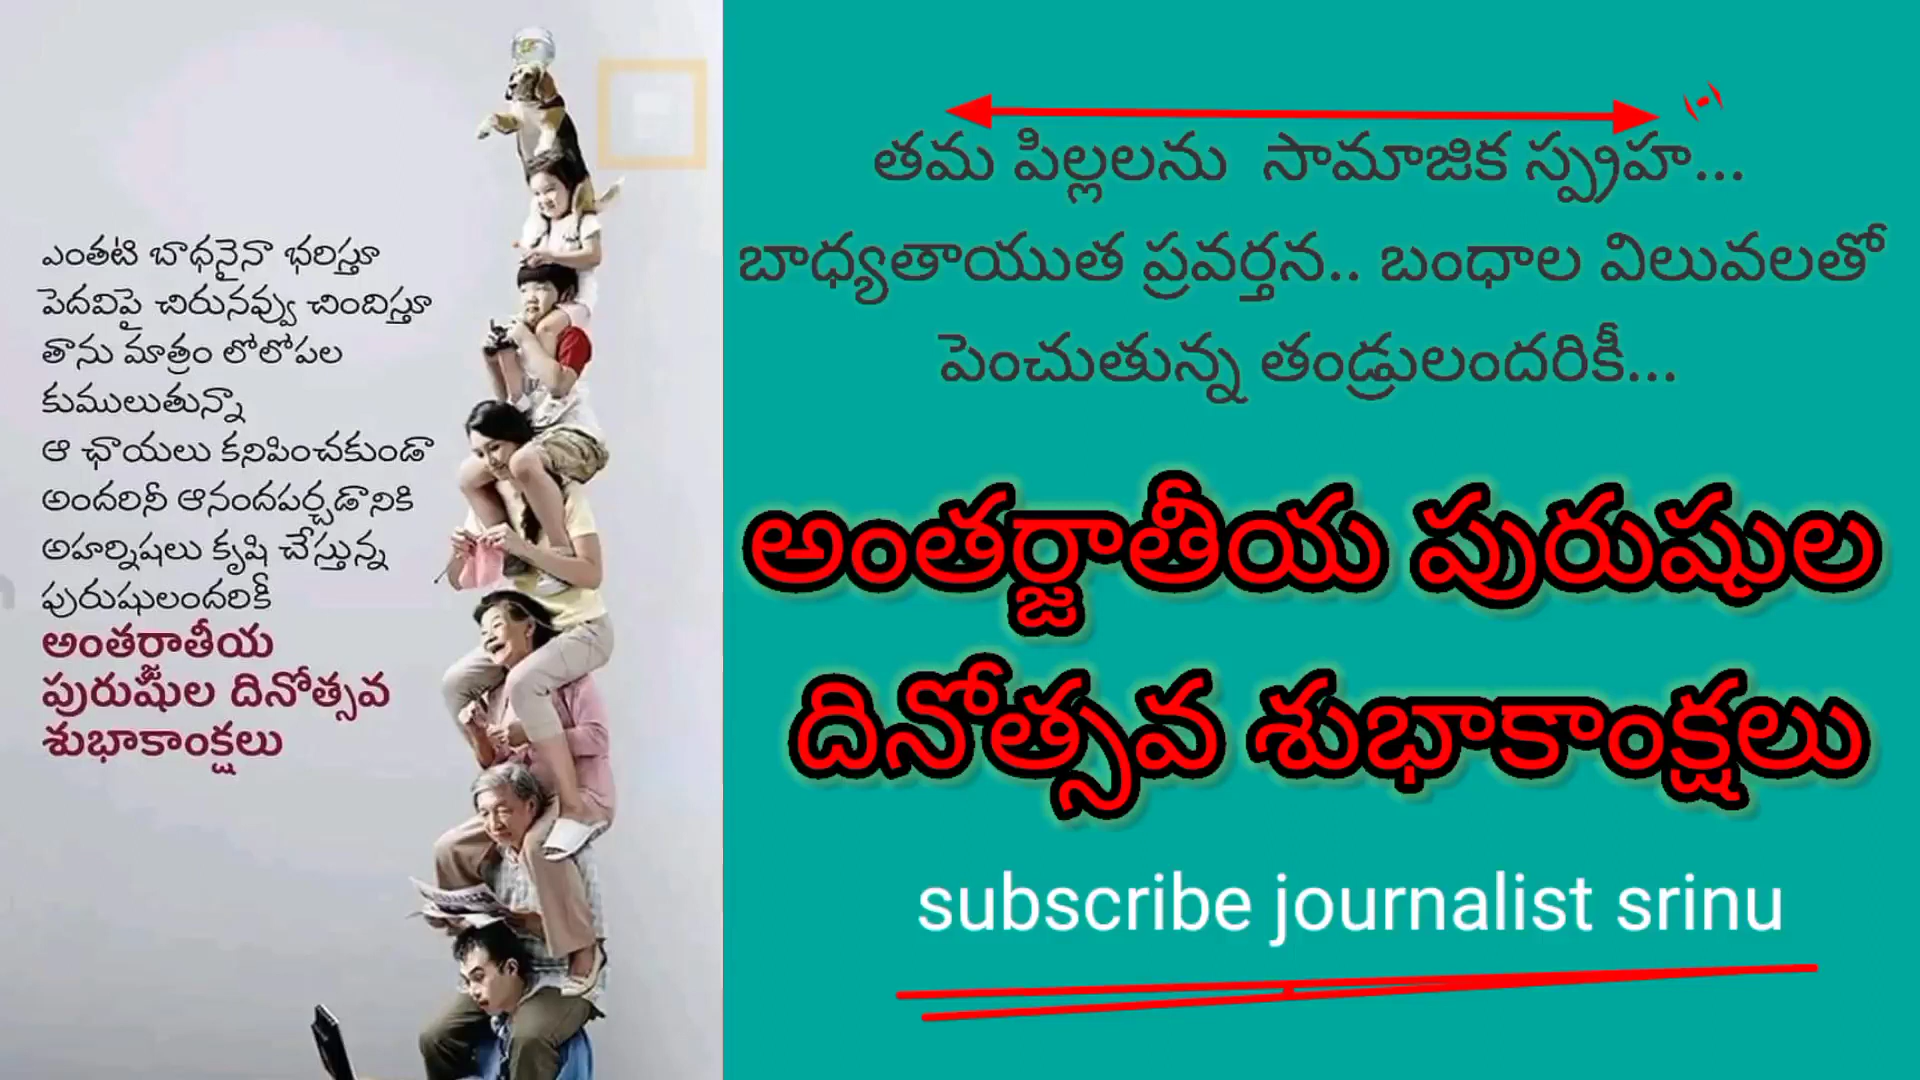 ఎంతటి బాధనైనా భరిస్తూ
పెదవిపై చిరునవ్వు చిందిస్తూ
తాను మాత్రం లోలోపల
కుములుతున్నా
ఆ ఛాయలు కనిపించకుండా
అందరినీ ఆనందపర్చడానికి
అహర్నిషలు కృషి చేస్తున్న
పురుషులందరికీ
అంతర్జాతీయ
పురుషుల దినోత్సవ
శుభాకాంక్షలు
తమ పిల్లలను సామాజిక స్ప్రహ...
బాధ్యతాయుత ప్రవర్తన.. బంధాల విలువలతో
పెంచుతున్న తండ్రులందరికీ...
అంతర్జాతీయ పురుషుల
దినోత్సవ శుభాకాంక్షలు
subscribe journalist srinu